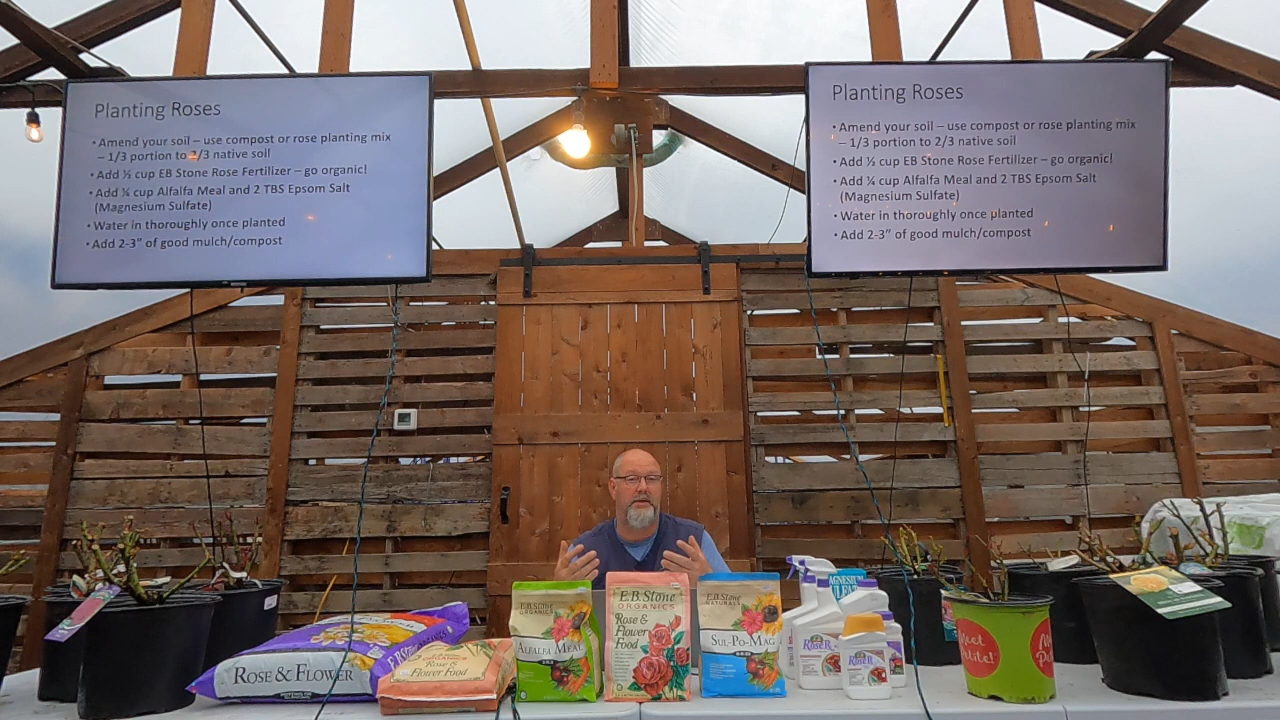 Planting Roses
• Amend your soil – use compost or rose planting mix
– 1/3 portion to 2/3 native soil
• Add ½ cup EB Stone Rose Fertilizer – go organic!
• Add ¼ cup Alfalfa Meal and 2 TBS Epsom Salt
(Magnesium Sulfate)
• Water in thoroughly once planted
• Add 2-3" of good mulch/compost
Planting Roses
• Amend your soil – use compost or rose planting mix
– 1/3 portion to 2/3 native soil
• Add ½ cup EB Stone Rose Fertilizer – go organic!
• Add ¼ cup Alfalfa Meal and 2 TBS Epsom Salt
(Magnesium Sulfate)
• Water in thoroughly once planted
• Add 2-3" of good mulch/compost
Rose & Flower
Rose &
Flower Food
E.B. Stone
ORGANICS
Alfalfa Meal
E.B. Stone
ORGANICS
Rose &
Flower
Food
E.B. Stone
NATURALS
Sul-Po-Mag